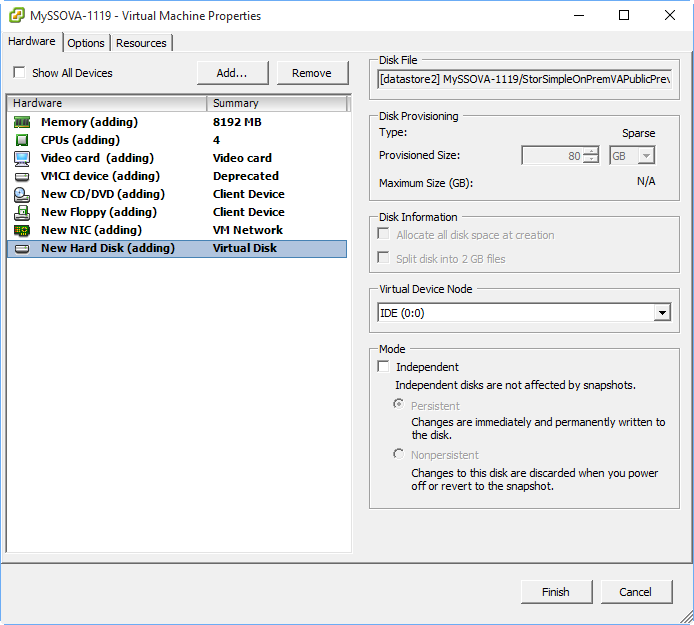 MySSOVA-1119 - Virtual Machine Properties
Hardware Options Resources
Show All Devices Add... Remove
Hardware Summary
Memory (adding) 8192 MB
CPUs (adding) 4
Video card (adding) Video card
VMCI device (adding) Deprecated
New CD/DVD (adding) Client Device
New Floppy (adding) Client Device
New NIC (adding) VM Network
New Hard Disk (adding) Virtual Disk
Disk File
[datastore2] MySSOVA-1119/StorSimpleOnPremVAPublicPrev
Disk Provisioning
Type: Sparse
Provisioned Size: 80 GB
Maximum Size (GB): N/A
Disk Information
Allocate all disk space at creation
Split disk into 2 GB files
Virtual Device Node
IDE (0:0)
Mode
Independent
Independent disks are not affected by snapshots.
Persistent
Changes are immediately and permanently written to
the disk.
Nonpersistent
Changes to this disk are discarded when you power
off or revert to the snapshot.
Finish Cancel